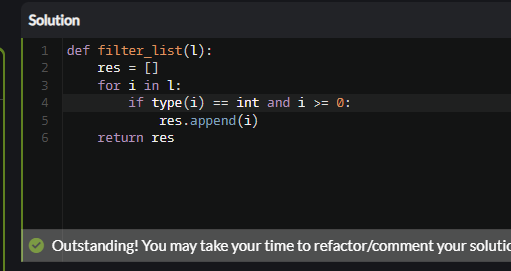 Solution
1 def filter_list(l):
2     res = []
3     for i in l:
4         if type(i) == int and i >= 0:
5             res.append(i)
6     return res
Outstanding! You may take your time to refactor/comment your solutio